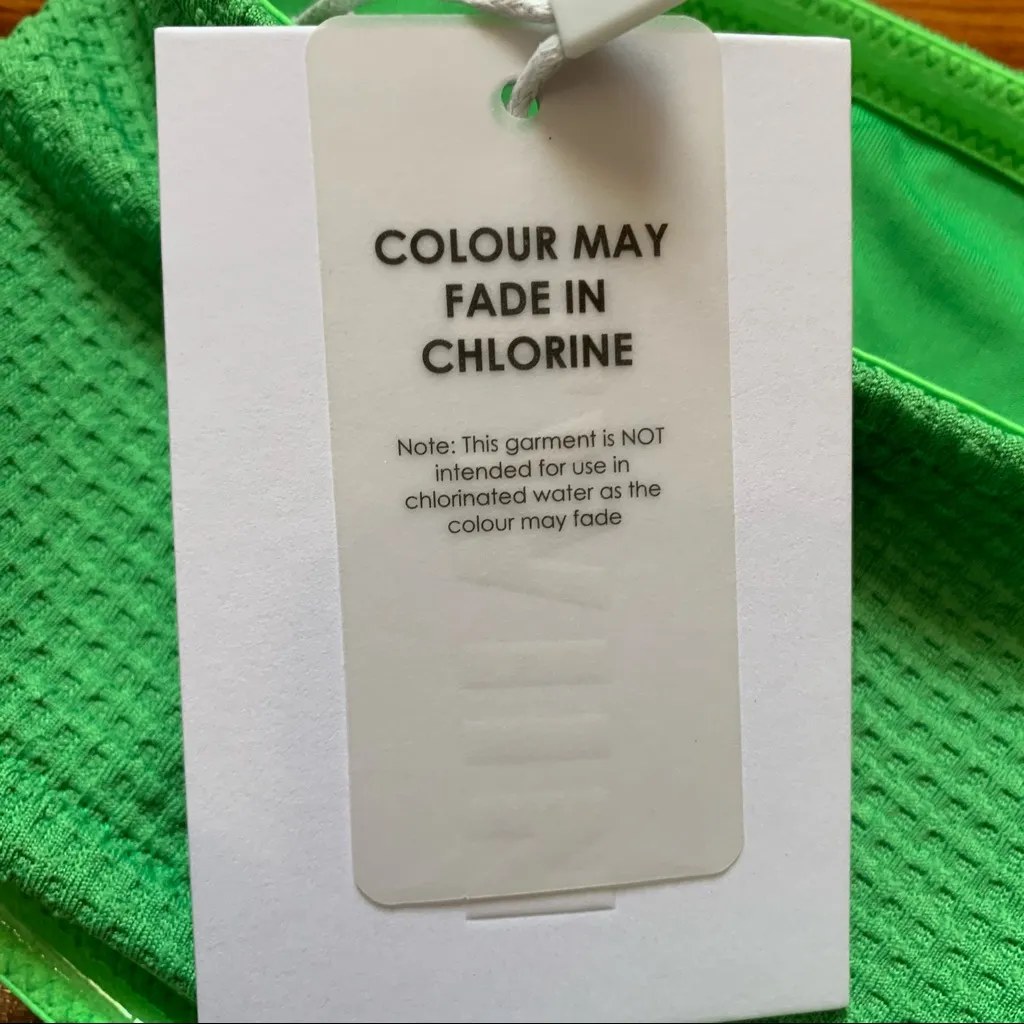 COLOUR MAY
FADE IN
CHLORINE
Note: This garment is NOT
intended for use in
chlorinated water as the
colour may fade